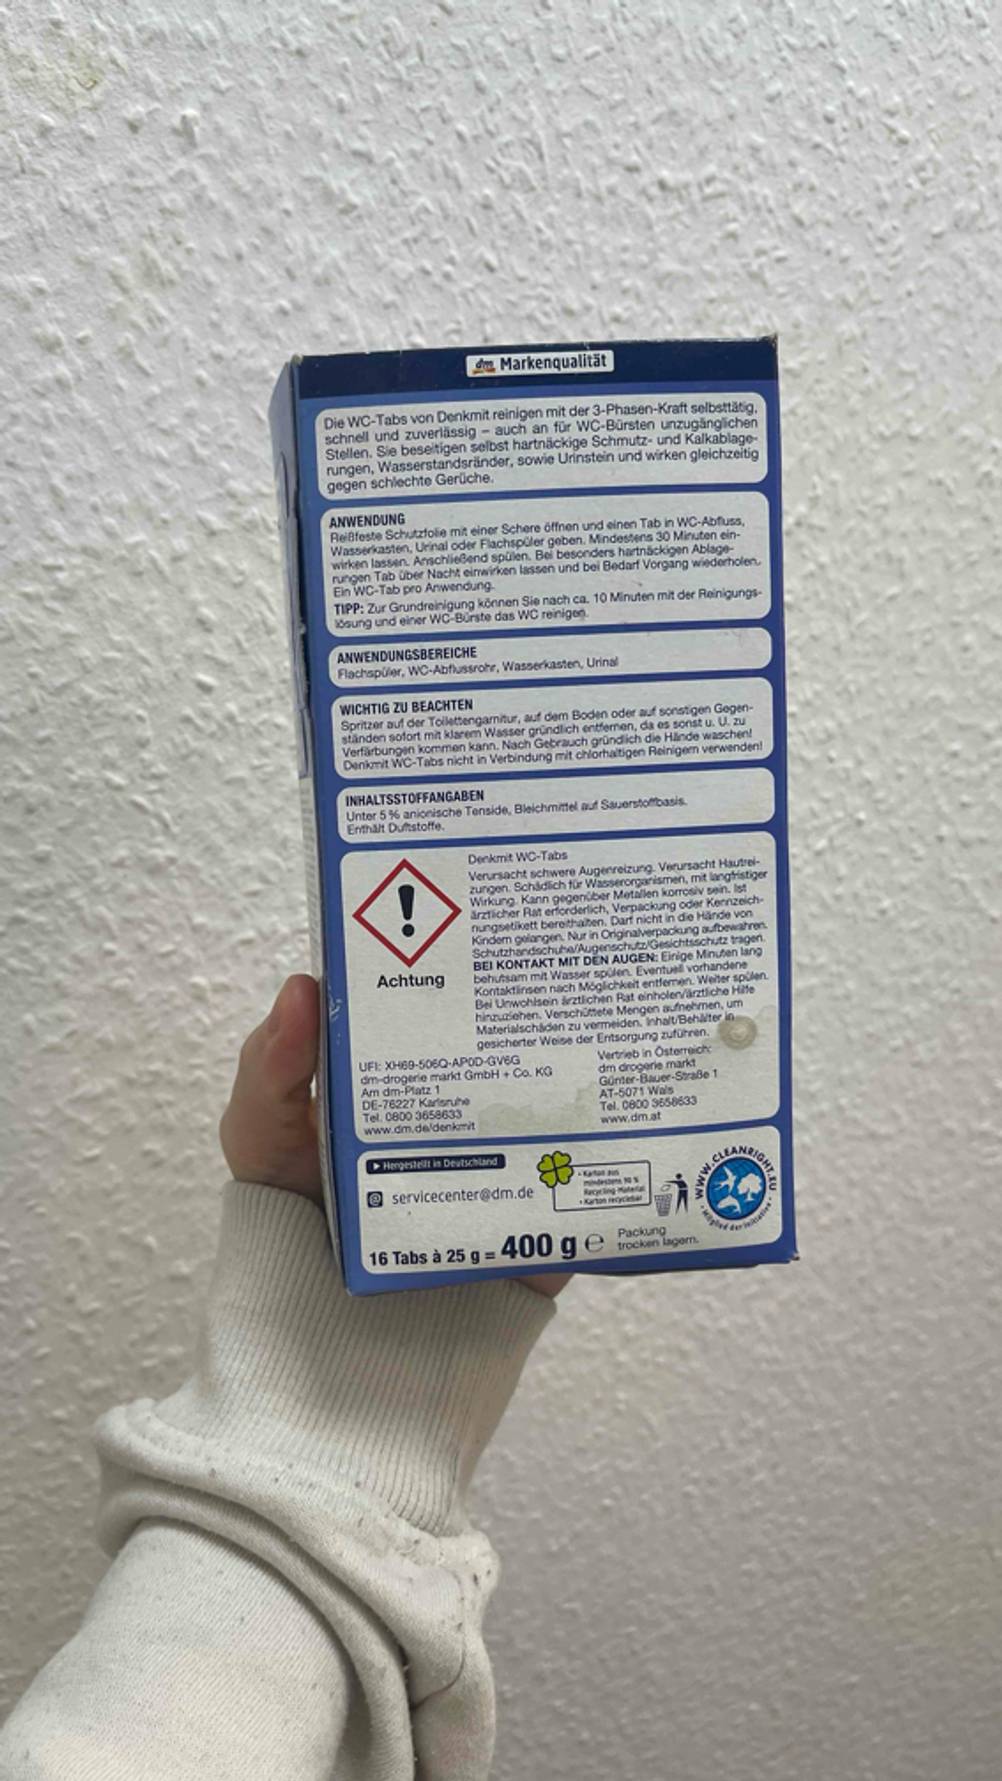 dm Markenqualität
Die WC-Tabs von Denkmit reinigen mit der 3-Phasen-Kraft selbsttätig,
schnell und zuverlässig – auch an für WC-Bürsten unzugänglichen
Stellen. Sie beseitigen selbst hartnäckige Schmutz- und Kalkablage-
rungen, Wasserstandsränder, sowie Urinstein und wirken gleichzeitig
gegen schlechte Gerüche.
ANWENDUNG
Reißfeste Schutzfolie mit einer Schere öffnen und einen Tab in WC-Abfluss,
Wasserkasten, Urinal oder Flachspüler geben. Mindestens 30 Minuten ein-
wirken lassen. Anschließend spülen. Bei besonders hartnäckigen Ablage-
rungen Tab über Nacht einwirken lassen und bei Bedarf Vorgang wiederholen.
Ein WC-Tab pro Anwendung.
TIPP: Zur Grundreinigung können Sie nach ca. 10 Minuten mit der Reinigungs-
lösung und einer WC-Bürste das WC reinigen.
ANWENDUNGSBEREICHE
Flachspüler, WC-Abflussrohr, Wasserkasten, Urinal
WICHTIG ZU BEACHTEN
Spritzer auf der Toilettengarnitur, auf dem Boden oder auf sonstigen Gegen-
ständen sofort mit klarem Wasser gründlich entfernen, da es sonst u. U. zu
Verfärbungen kommen kann. Nach Gebrauch gründlich die Hände waschen!
Denkmit WC-Tabs nicht in Verbindung mit chlorhaltigen Reinigern verwenden!
INHALTSSTOFFANGABEN
Unter 5 % anionische Tenside, Bleichmittel auf Sauerstoffbasis.
Enthält Duftstoffe.
Denkmit WC-Tabs
Verursacht schwere Augenreizung. Verursacht Hautrei-
zungen. Schädlich für Wasserorganismen, mit langfristiger
Wirkung. Kann gegenüber Metallen korrosiv sein. Ist
ärztlicher Rat erforderlich, Verpackung oder Kennzeich-
nungsetikett bereithalten. Darf nicht in die Hände von
Kindern gelangen. Nur in Originalverpackung aufbewahren.
Schutzhandschuhe/Augenschutz/Gesichtsschutz tragen.
BEI KONTAKT MIT DEN AUGEN: Einige Minuten lang
behutsam mit Wasser spülen. Eventuell vorhandene
Kontaktlinsen nach Möglichkeit entfernen. Weiter spülen.
Bei Unwohlsein ärztlichen Rat einholen/ärztliche Hilfe
hinzuziehen. Verschüttete Mengen aufnehmen, um
Materialschäden zu vermeiden. Inhalt/Behälter in
gesicherter Weise der Entsorgung zuführen.
Achtung
UFI: XH69-506Q-AP0D-GV6G
dm-drogerie markt GmbH + Co. KG
Am dm-Platz 1
DE-76227 Karlsruhe
Tel. 0800 3658633
www.dm.de/denkmit
Vertrieb in Österreich:
dm drogerie markt
Günter-Bauer-Straße 1
AT-5071 Wals
Tel. 0800 3658633
www.dm.at
Hergestellt in Deutschland
servicecenter@dm.de
• Karton aus
mindestens 90 %
Recycling-Material
• Karton recycelbar
WWW.CLEANRIGHT.EU
• Mitglied der Initiative •
16 Tabs à 25 g = 400 g e
Packung
trocken lagern.